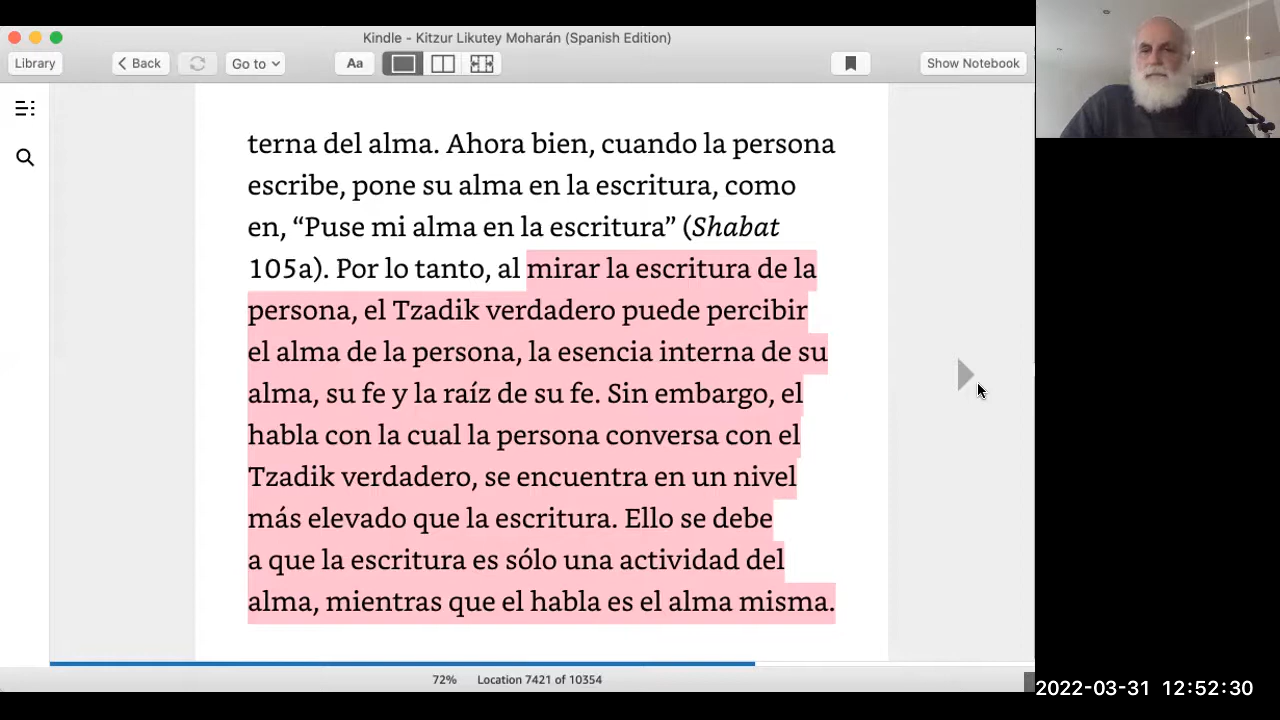 Kindle - Kitzur Likutey Moharán (Spanish Edition)
Library
Back
Go to
Aa
Show Notebook
terna del alma. Ahora bien, cuando la persona
escribe, pone su alma en la escritura, como
en, “Puse mi alma en la escritura” (Shabat
105a). Por lo tanto, al mirar la escritura de la
persona, el Tzadik verdadero puede percibir
el alma de la persona, la esencia interna de su
alma, su fe y la raíz de su fe. Sin embargo, el
habla con la cual la persona conversa con el
Tzadik verdadero, se encuentra en un nivel
más elevado que la escritura. Ello se debe
a que la escritura es sólo una actividad del
alma, mientras que el habla es el alma misma.
72% Location 7421 of 10354
2022-03-31 12:52:30